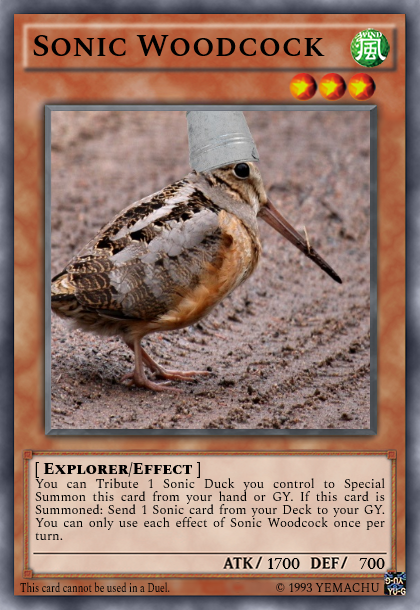 Sonic Woodcock
WIND
風
[ Explorer/Effect ]
You can Tribute 1 Sonic Duck you control to Special
Summon this card from your hand or GY. If this card is
Summoned: Send 1 Sonic card from your Deck to your GY.
You can only use each effect of Sonic Woodcock once per
turn.
ATK/ 1700 DEF/ 700
This card cannot be used in a Duel.
© 1993 YEMACHU
YU-G